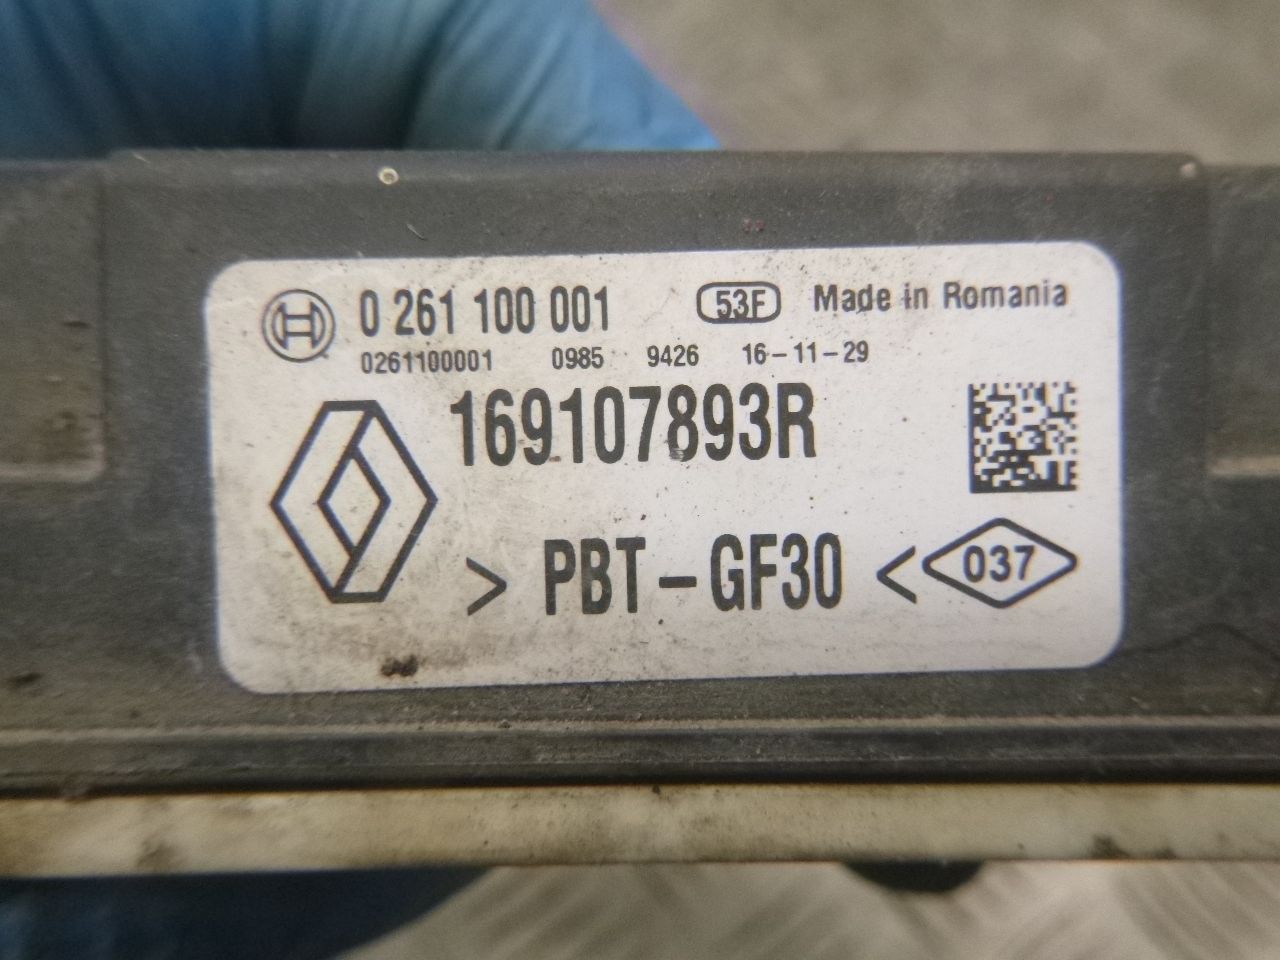 0 261 100 001 53F Made in Romania
0261100001 0985 9426 16-11-29
169107893R
> PBT-GF30 < 037